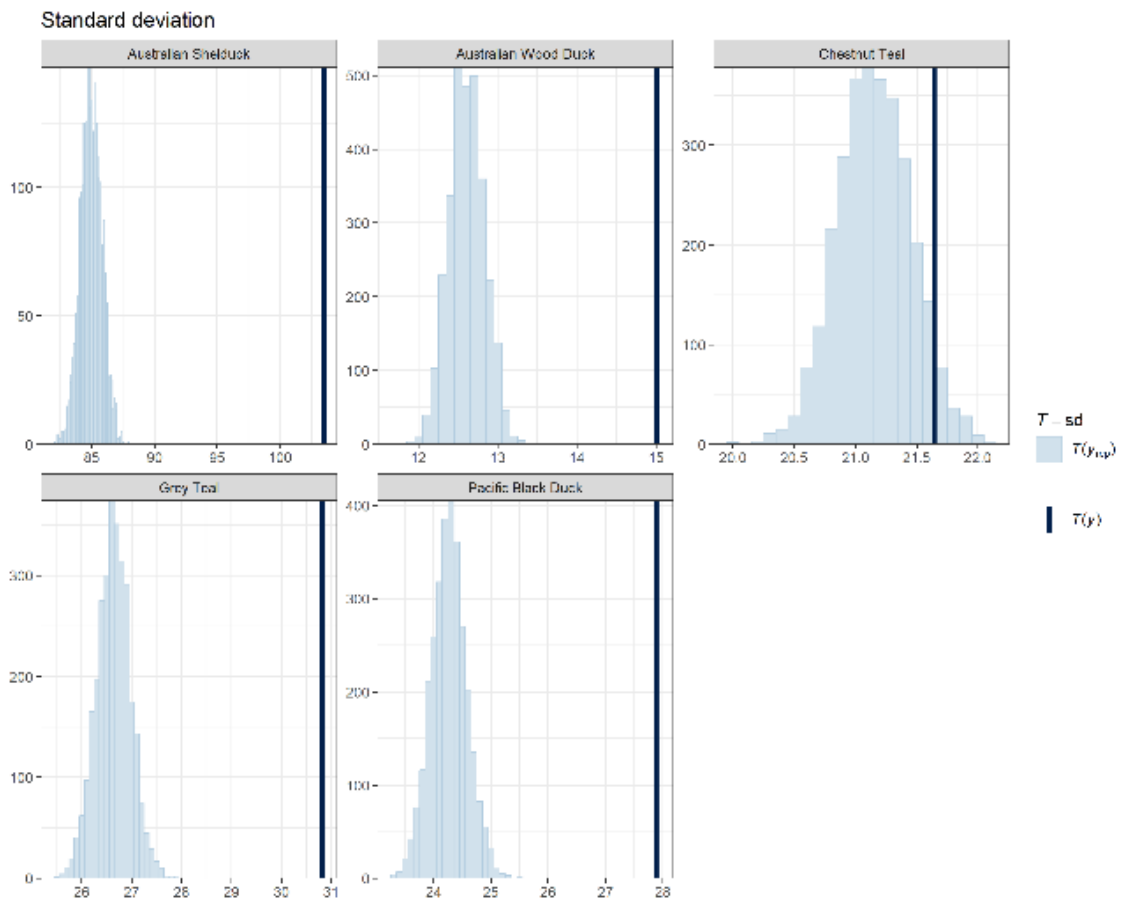 Standard deviation
Australian Shelduck
Australian Wood Duck
Chestnut Teal
100
50
0
85 90 95 100
500
400
300
200
100
0
12 13 14 15
300
200
100
0
20.0 20.5 21.0 21.5 22.0
T = sd
T(y_rep)
T(y)
Grey Teal
Pacific Black Duck
300
200
100
0
26 27 28 29 30 31
400
300
200
100
0
24 25 26 27 28